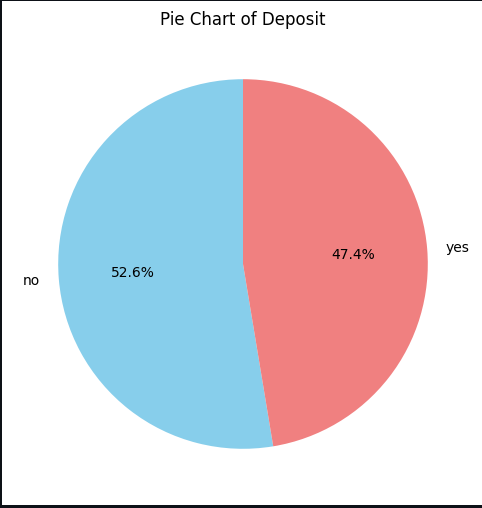 Pie Chart of Deposit
yes
47.4%
52.6%
no